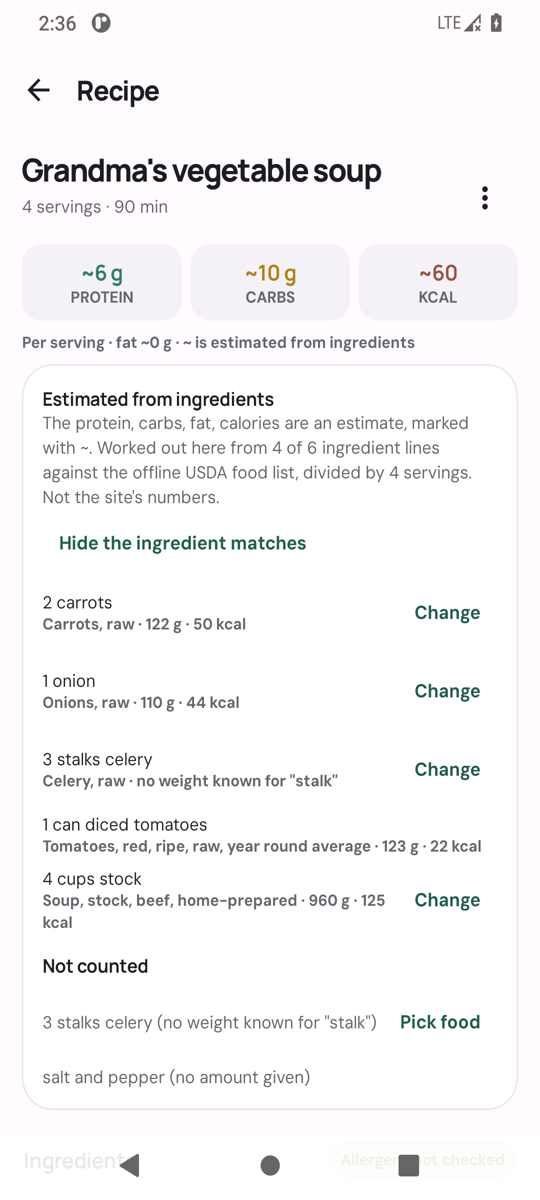 2:36
LTE
Recipe
Grandma's vegetable soup
4 servings · 90 min
~6 g
PROTEIN
~10 g
CARBS
~60
KCAL
Per serving · fat ~0 g · ~ is estimated from ingredients
Estimated from ingredients
The protein, carbs, fat, calories are an estimate, marked
with ~. Worked out here from 4 of 6 ingredient lines
against the offline USDA food list, divided by 4 servings.
Not the site's numbers.
Hide the ingredient matches
2 carrots
Carrots, raw · 122 g · 50 kcal
Change
1 onion
Onions, raw · 110 g · 44 kcal
Change
3 stalks celery
Celery, raw · no weight known for "stalk"
Change
1 can diced tomatoes
Tomatoes, red, ripe, raw, year round average · 123 g · 22 kcal
4 cups stock
Soup, stock, beef, home-prepared · 960 g · 125
kcal
Change
Not counted
3 stalks celery (no weight known for "stalk")
Pick food
salt and pepper (no amount given)
Ingredients
not checked